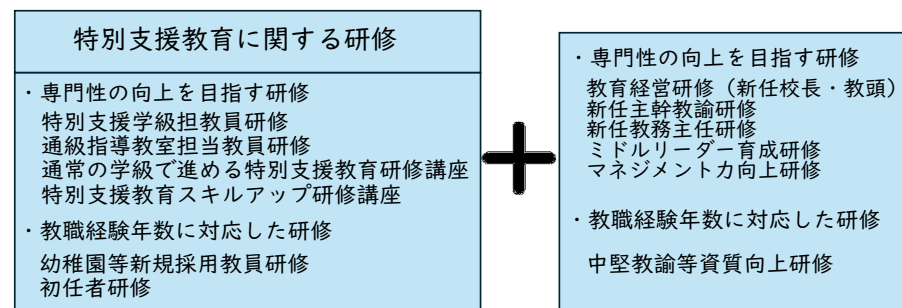 特別支援教育に関する研修
・専門性の向上を目指す研修
特別支援学級担教員研修
通級指導教室担当教員研修
通常の学級で進める特別支援教育研修講座
特別支援教育スキルアップ研修講座
・教職経験年数に対応した研修
幼稚園等新規採用教員研修
初任者研修
・専門性の向上を目指す研修
教育経営研修（新任校長・教頭）
新任主幹教諭研修
新任教務主任研修
ミドルリーダー育成研修
マネジメント力向上研修
・教職経験年数に対応した研修
中堅教諭等資質向上研修